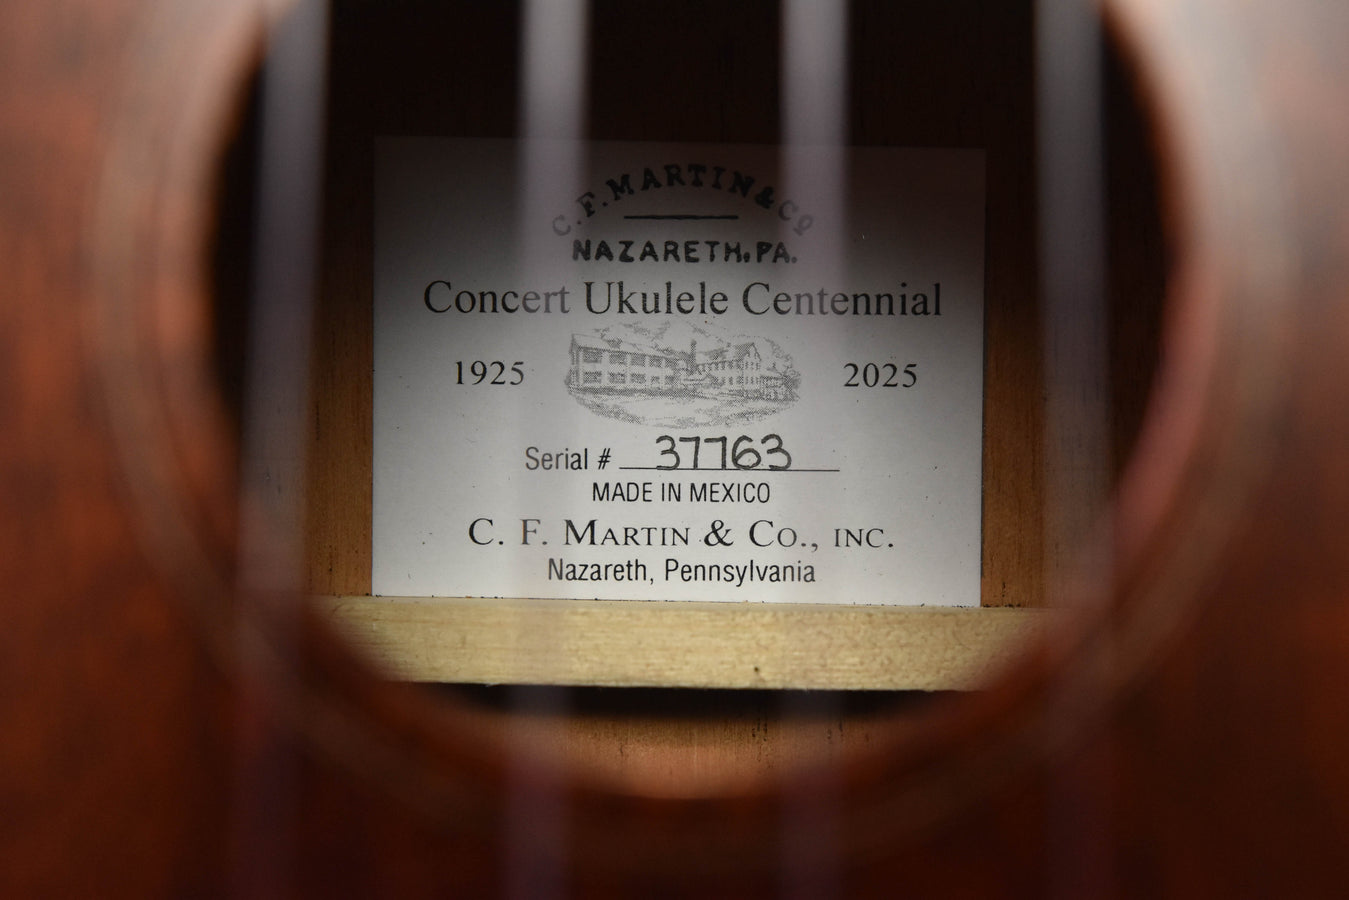 C. F. MARTIN & Co
NAZARETH, PA.
Concert Ukulele Centennial
1925 2025
Serial # 37763
MADE IN MEXICO
C. F. MARTIN & CO., INC.
Nazareth, Pennsylvania